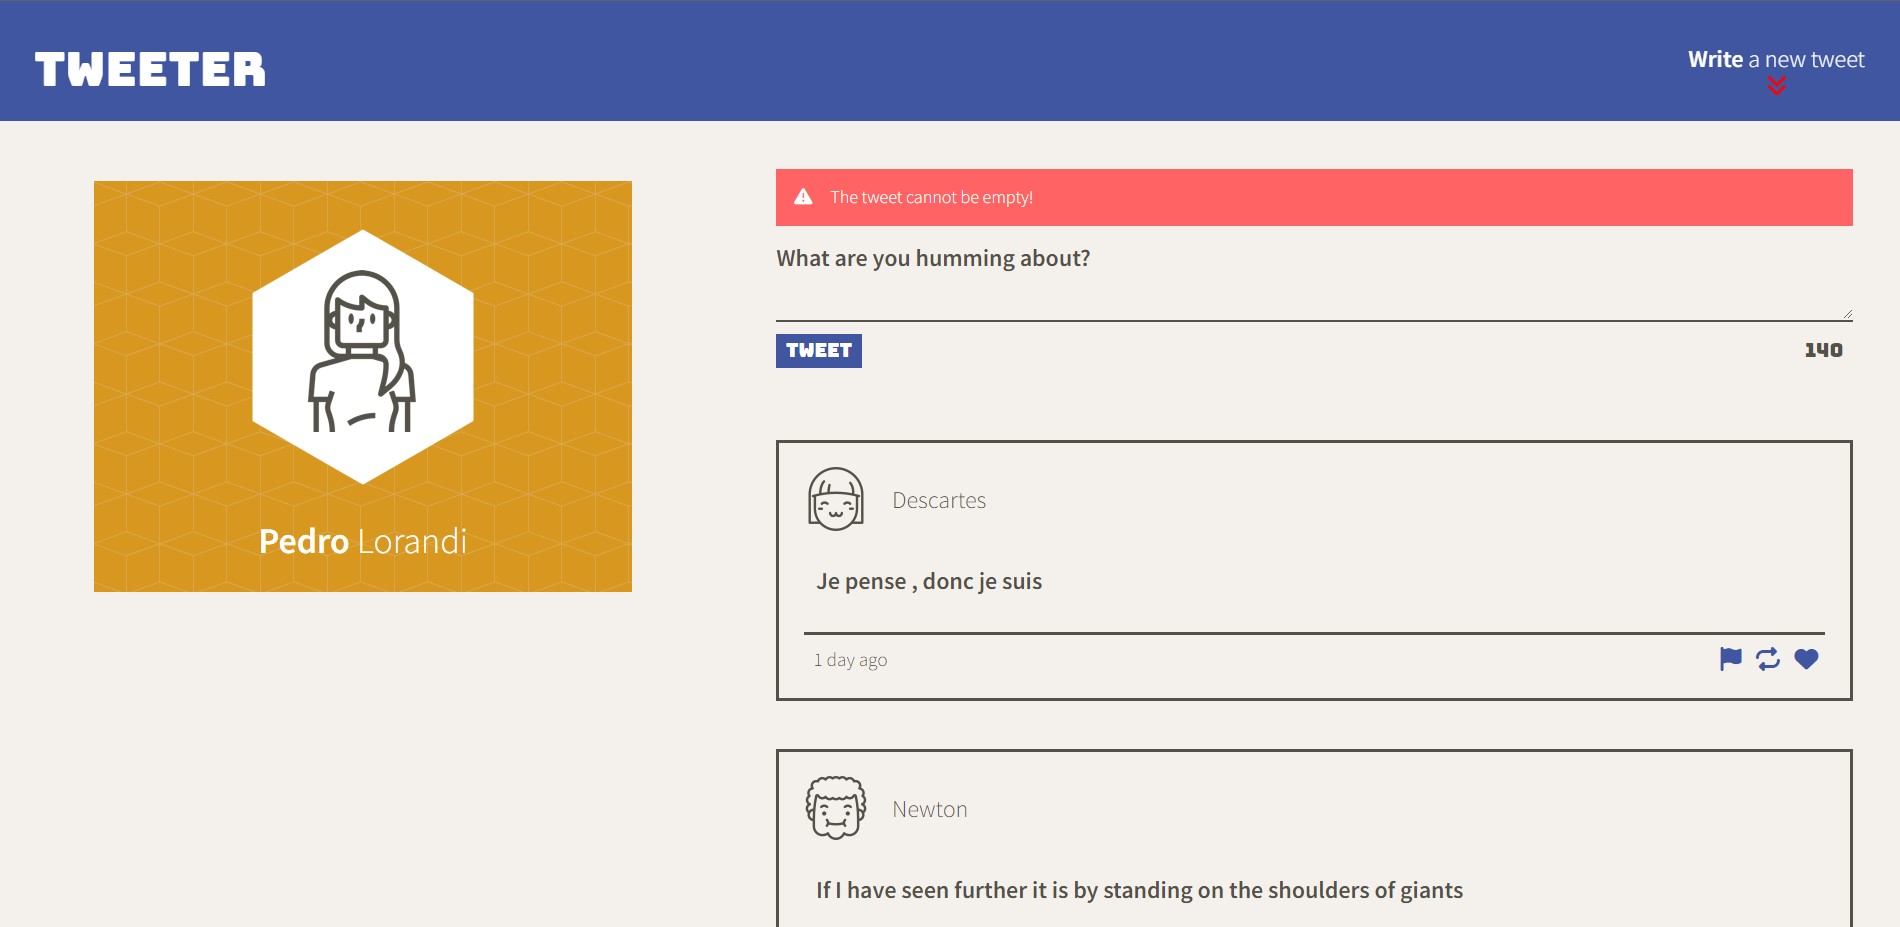 TWEETER
Write a new tweet
The tweet cannot be empty!
What are you humming about?
TWEET
140
Pedro Lorandi
Descartes
Je pense , donc je suis
1 day ago
Newton
If I have seen further it is by standing on the shoulders of giants